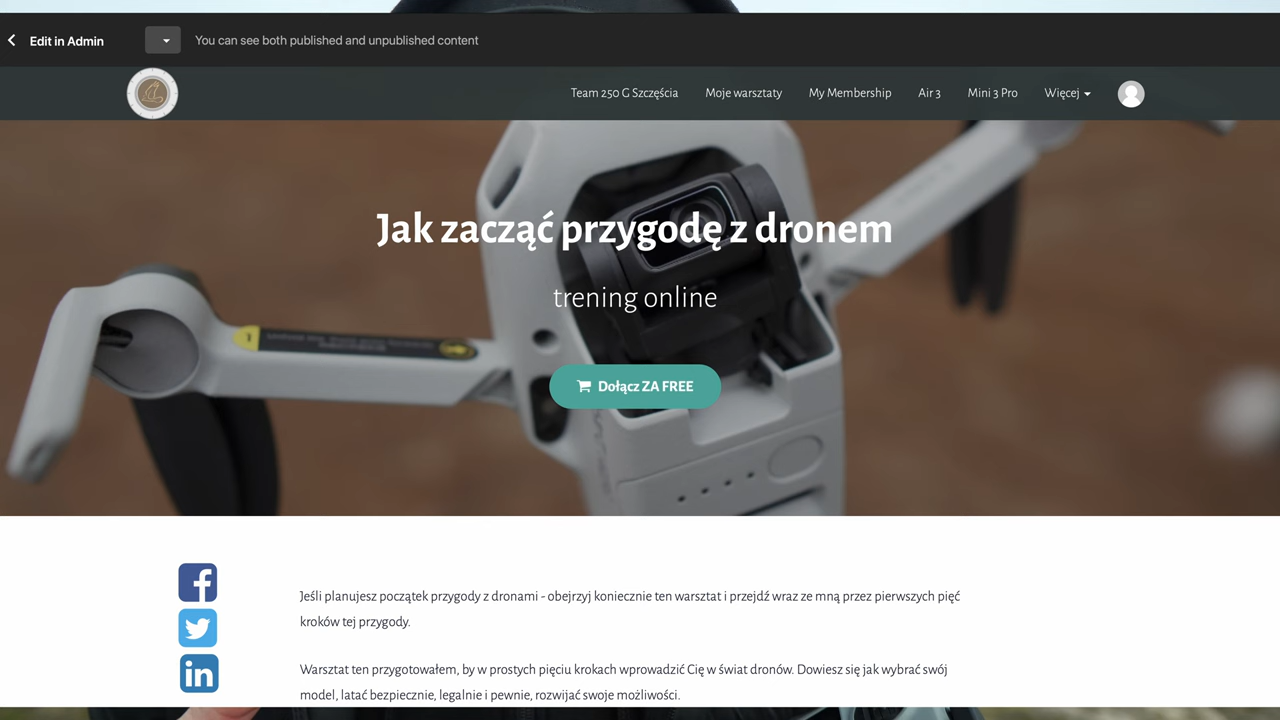 Edit in Admin
You can see both published and unpublished content
Team 250 G Szczęścia
Moje warsztaty
My Membership
Air 3
Mini 3 Pro
Więcej
Jak zacząć przygodę z dronem
trening online
Dołącz ZA FREE
Jeśli planujesz początek przygody z dronami - obejrzyj koniecznie ten warsztat i przejdź wraz ze mną przez pierwszych pięć
kroków tej przygody.
Warsztat ten przygotowałem, by w prostych pięciu krokach wprowadzić Cię w świat dronów. Dowiesz się jak wybrać swój
model, latać bezpiecznie, legalnie i pewnie, rozwijać swoje możliwości.